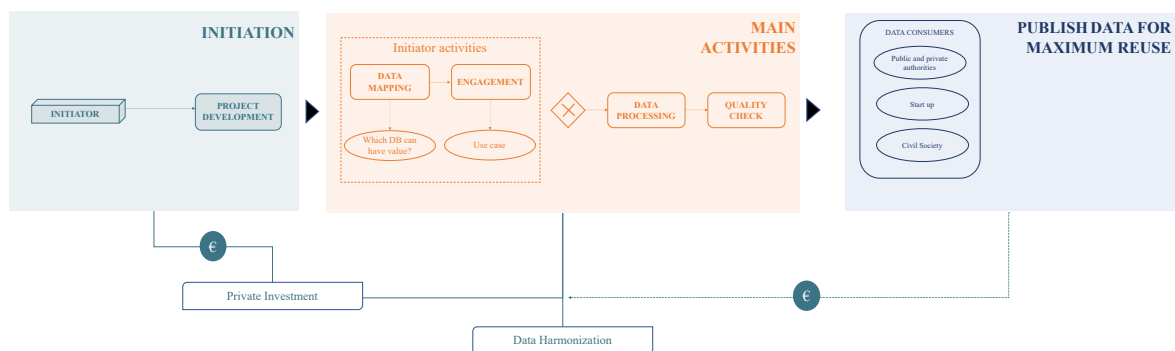 INITIATION
INITIATOR
PROJECT
DEVELOPMENT
MAIN
ACTIVITIES
Initiator activities
DATA
MAPPING
ENGAGEMENT
Which DB can
have value?
Use case
DATA
PROCESSING
QUALITY
CHECK
PUBLISH DATA FOR
MAXIMUM REUSE
DATA CONSUMERS
Public and private
authorities
Start up
Civil Society
€
Private Investment
€
Data Harmonization